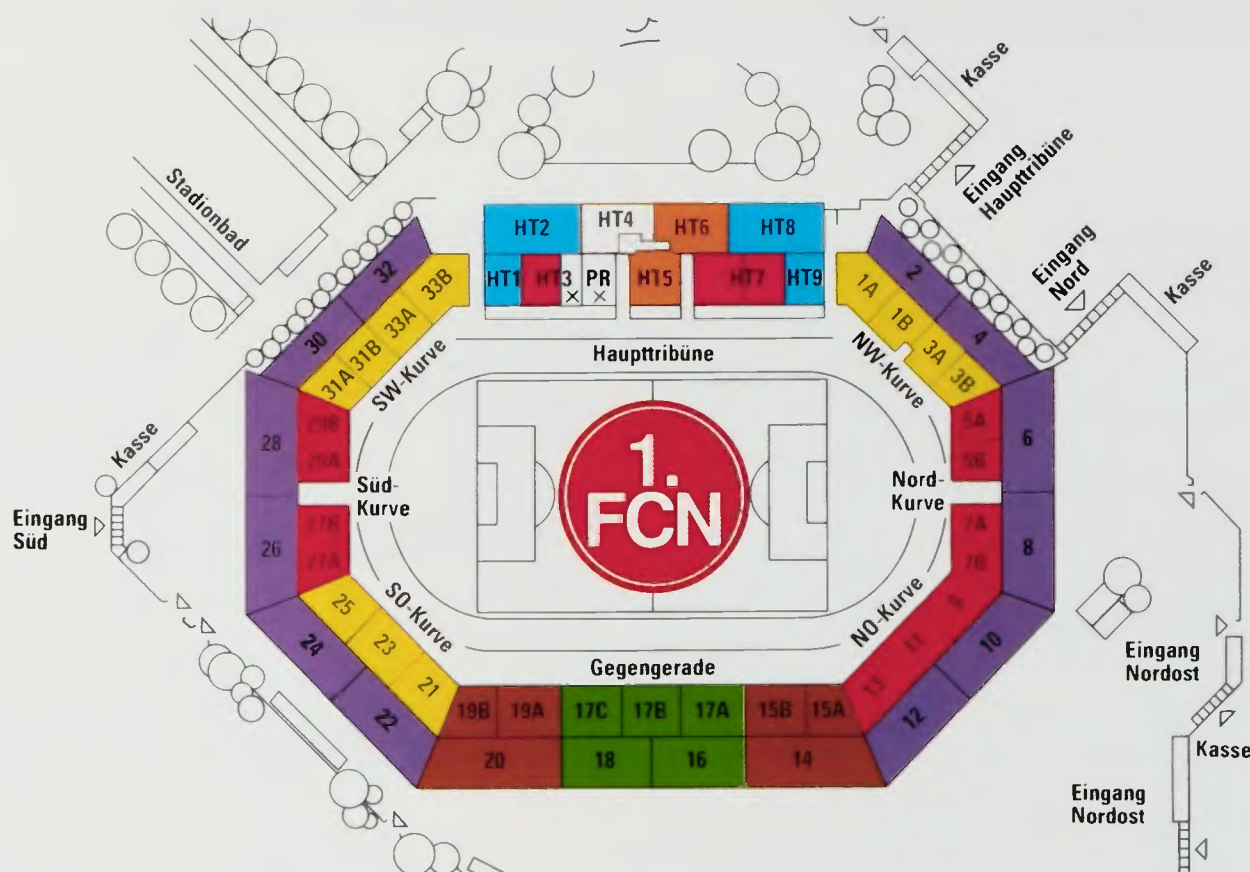 Kasse
Eingang
Haupttribüne
Stadionbad
Eingang
Nord
Kasse
HT2
HT4
HT6
HT8
HT1
HT3
PR
HT5
HT7
HT9
32
33B
33A
30
31B
31A
SW-Kurve
Haupttribüne
2
1A
1B
4
3A
3B
NW-Kurve
Kasse
28
29B
29A
Süd-
Kurve
1.
FCN
Nord-
Kurve
5A
5B
6
Eingang
Süd
26
27B
27A
7A
7B
8
25
23
21
24
22
SO-Kurve
Gegengerade
NO-Kurve
9
11
13
10
12
Eingang
Nordost
19B
19A
17C
17B
17A
15B
15A
20
18
16
14
Kasse
Eingang
Nordost